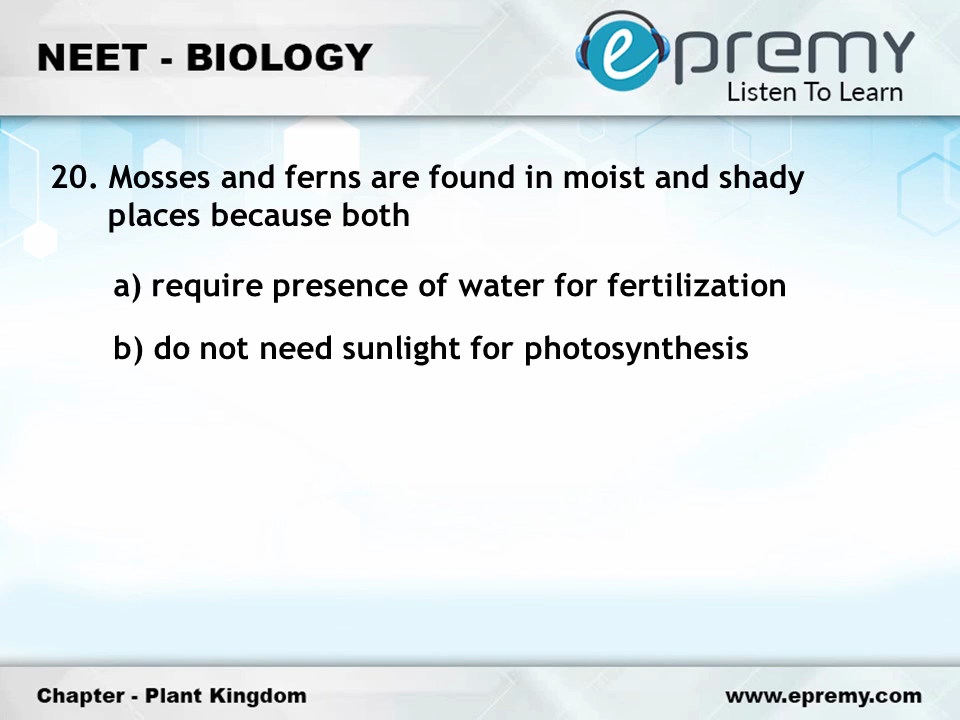 NEET - BIOLOGY
epremy
Listen To Learn
20. Mosses and ferns are found in moist and shady
places because both
a) require presence of water for fertilization
b) do not need sunlight for photosynthesis
Chapter - Plant Kingdom
www.epremy.com